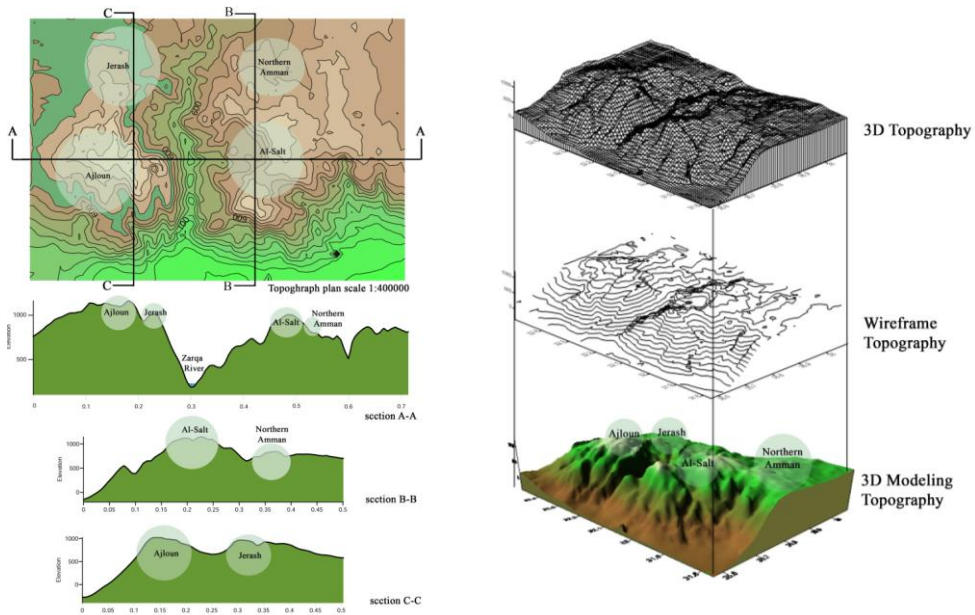 C
B
Jerash
Northern
Amman
A
A
Al-Salt
Ajloun
C
B
Topoghraph plan scale 1:400000
Elevation
1000
500
Ajloun
Jerash
Al-Salt
Northern
Amman
Zarqa
River
0 0.1 0.2 0.3 0.4 0.5 0.6 0.7
section A-A
Elevation
1000
500
0
Al-Salt
Northern
Amman
0 0.05 0.1 0.15 0.2 0.25 0.3 0.35 0.4 0.45 0.5
section B-B
Elevation
1000
500
0
Ajloun
Jerash
0 0.05 0.1 0.15 0.2 0.25 0.3 0.35 0.4 0.45 0.5
section C-C
3D Topography
Wireframe
Topography
Ajloun
Jerash
Al-Salt
Northern
Amman
3D Modeling
Topography